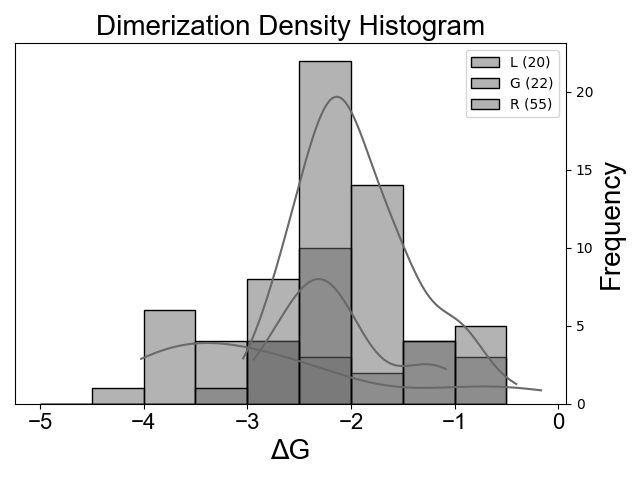 Dimerization Density Histogram
L (20)
G (22)
R (55)
20
15
10
5
0
Frequency
−5 −4 −3 −2 −1 0
ΔG